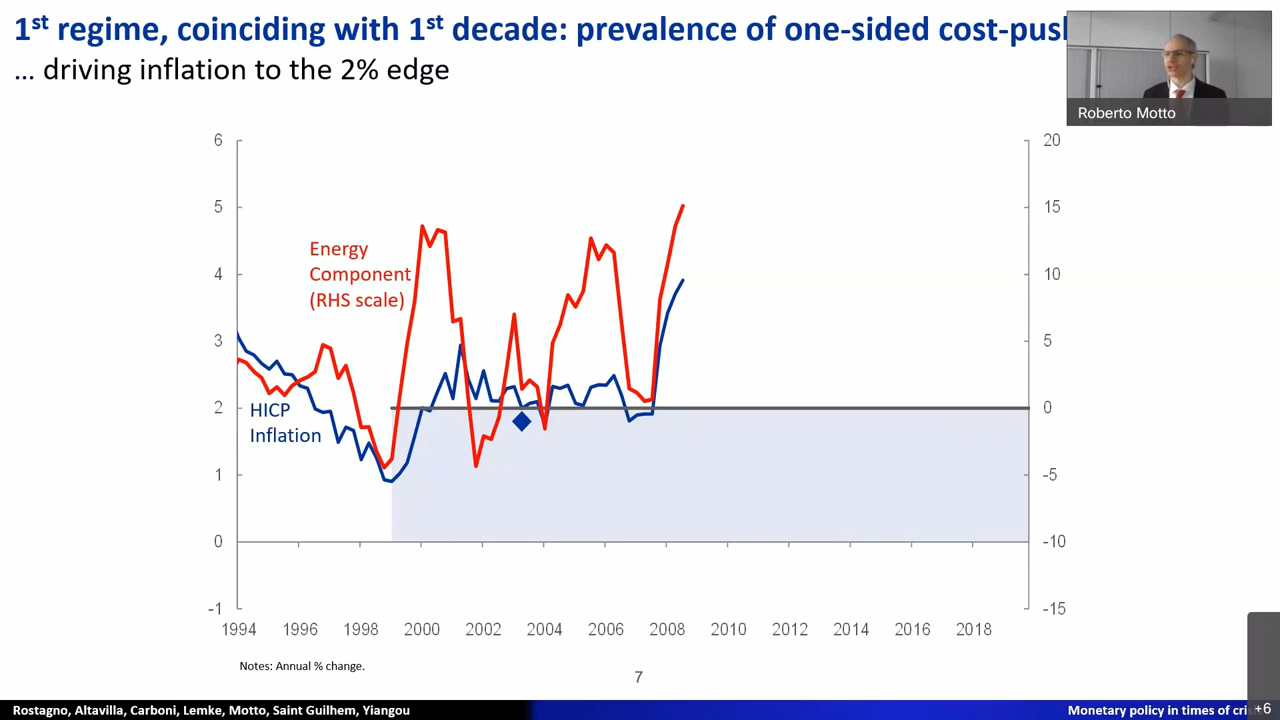 1st regime, coinciding with 1st decade: prevalence of one-sided cost-pus
... driving inflation to the 2% edge
Roberto Motto
6
20
5
15
Energy
Component
(RHS scale)
4
10
3
5
HICP
Inflation
2
0
1
-5
0
-10
-1
-15
1994 1996 1998 2000 2002 2004 2006 2008 2010 2012 2014 2016 2018
Notes: Annual % change.
7
Rostagno, Altavilla, Carboni, Lemke, Motto, Saint Guilhem, Yiangou
Monetary policy in times of cri
+6